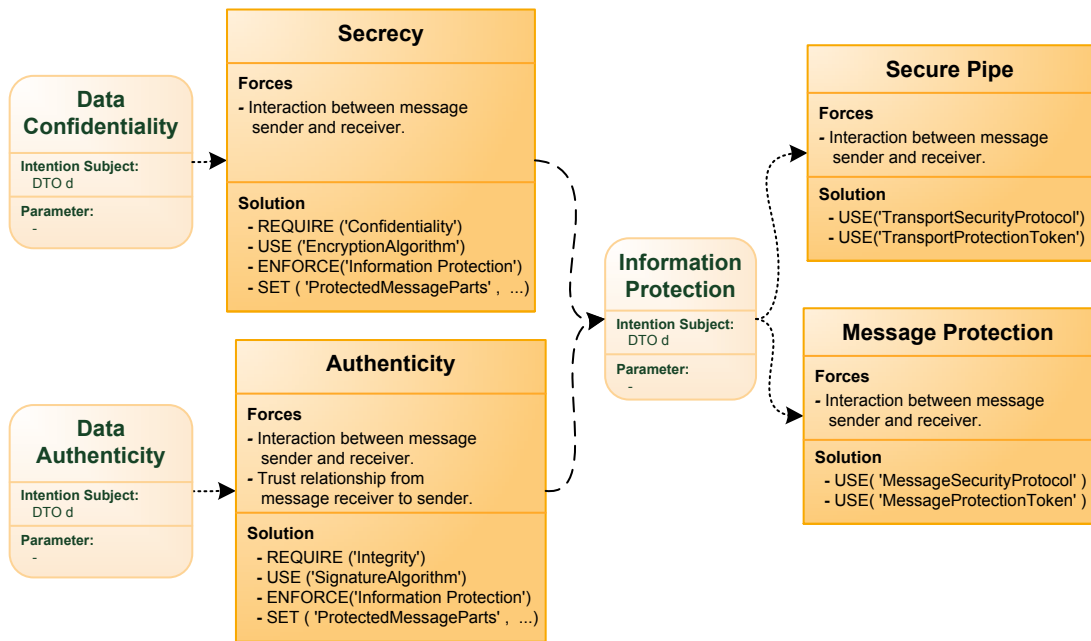 Data
Confidentiality
Intention Subject:
DTO d
Parameter:
-
Secrecy
Forces
- Interaction between message
sender and receiver.
Solution
- REQUIRE ('Confidentiality')
- USE ('EncryptionAlgorithm')
- ENFORCE('Information Protection')
- SET ( 'ProtectedMessageParts' , ...)
Data
Authenticity
Intention Subject:
DTO d
Parameter:
-
Authenticity
Forces
- Interaction between message
sender and receiver.
- Trust relationship from
message receiver to sender.
Solution
- REQUIRE ('Integrity')
- USE ('SignatureAlgorithm')
- ENFORCE('Information Protection')
- SET ( 'ProtectedMessageParts' , ...)
Information
Protection
Intention Subject:
DTO d
Parameter:
-
Secure Pipe
Forces
- Interaction between message
sender and receiver.
Solution
- USE('TransportSecurityProtocol')
- USE('TransportProtectionToken')
Message Protection
Forces
- Interaction between message
sender and receiver.
Solution
- USE( 'MessageSecurityProtocol' )
- USE( 'MessageProtectionToken' )